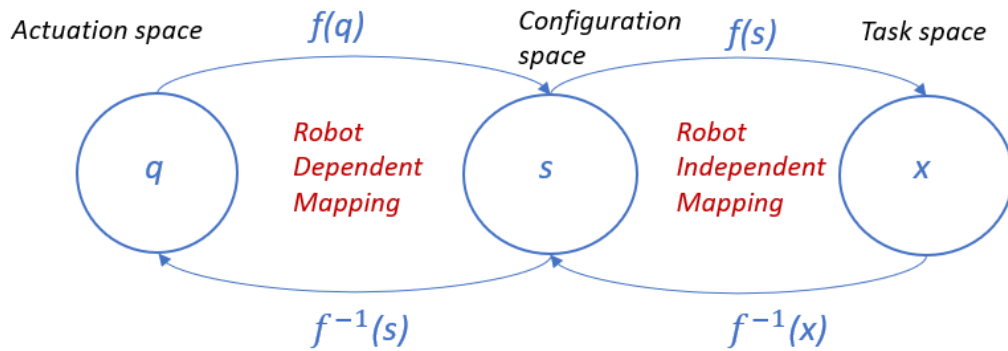 Actuation space
f(q)
Configuration
space
f(s)
Task space
Robot
Dependent
Mapping
Robot
Independent
Mapping
q
s
x
f⁻¹(s)
f⁻¹(x)